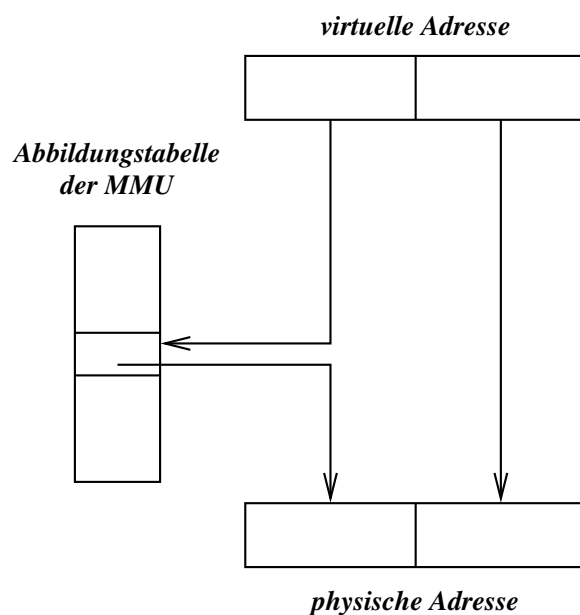 virtuelle Adresse
Abbildungstabelle
der MMU
physische Adresse